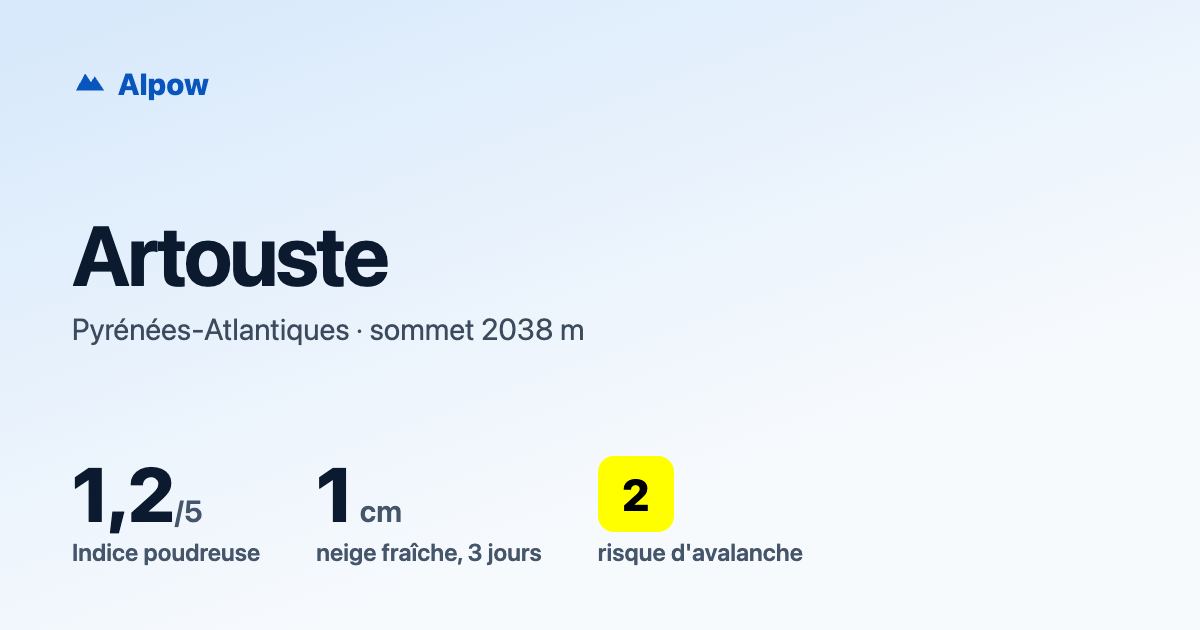 Alpow
Artouste
Pyrénées-Atlantiques · sommet 2038 m
1,2/5
Indice poudreuse
1 cm
neige fraîche, 3 jours
2
risque d'avalanche